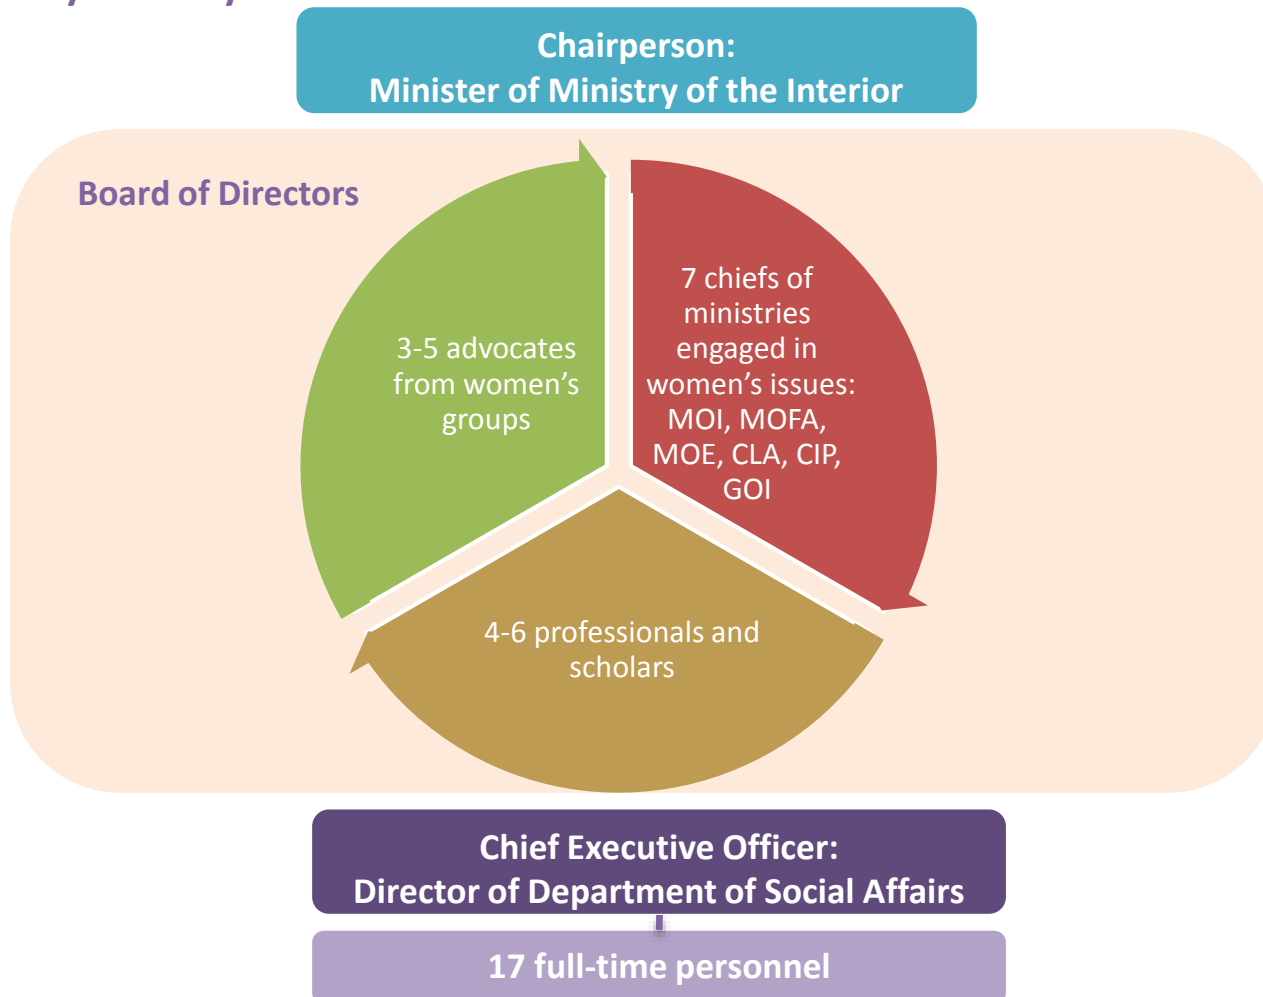 Chairperson:
Minister of Ministry of the Interior
Board of Directors
3-5 advocates
from women’s
groups
7 chiefs of
ministries
engaged in
women’s issues:
MOI, MOFA,
MOE, CLA, CIP,
GOI
4-6 professionals and
scholars
Chief Executive Officer:
Director of Department of Social Affairs
17 full-time personnel